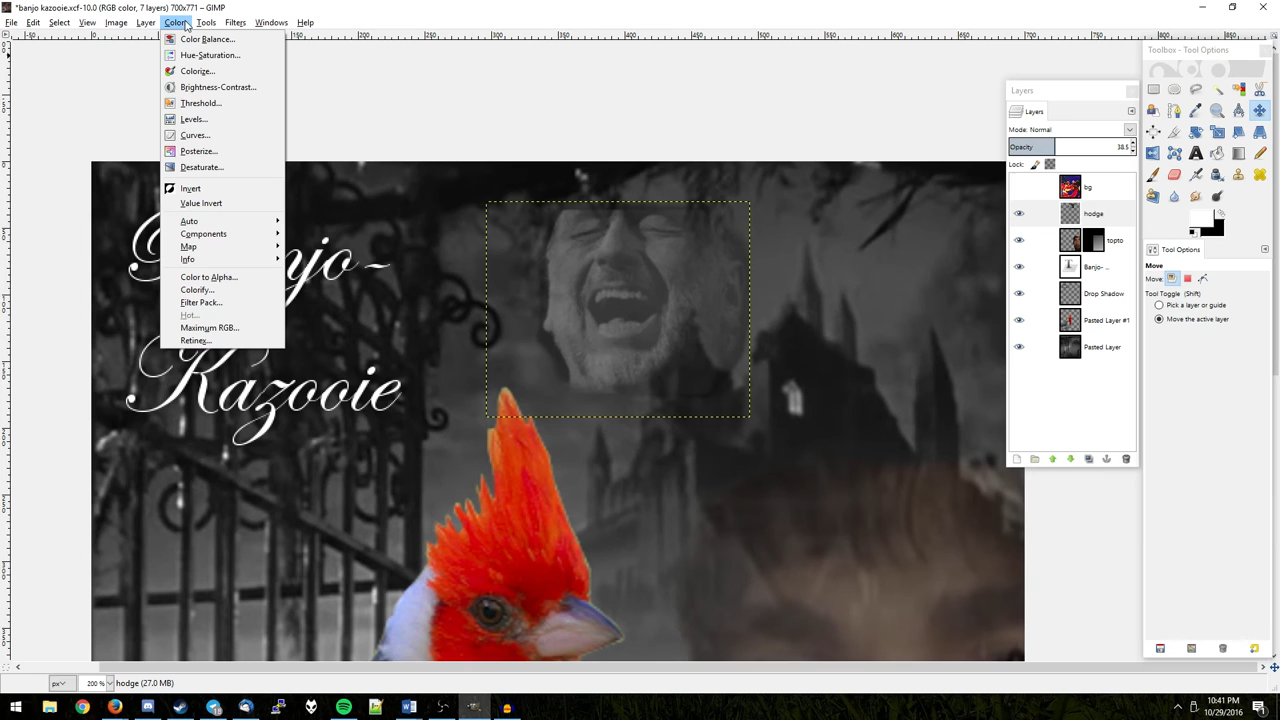 *banjo kazooie.xcf-10.0 (RGB color, 7 layers) 700x771 – GIMP
File Edit Select View Image Layer Colors Tools Filters Windows Help
Color Balance...
Hue-Saturation...
Colorize...
Brightness-Contrast...
Threshold...
Levels...
Curves...
Posterize...
Desaturate...
Invert
Value Invert
Auto
Components
Map
Info
Color to Alpha...
Colorify...
Filter Pack...
Hot...
Maximum RGB...
Retinex...
Banjo-
Kazooie
Layers
Layers
Mode: Normal
Opacity 38.5
Lock:
bg
hodge
topto
Banjo- ...
Drop Shadow
Pasted Layer #1
Pasted Layer
Toolbox - Tool Options
Tool Options
Move
Move:
Tool Toggle (Shift)
Pick a layer or guide
Move the active layer
px 200 % hodge (27.0 MB)
10:41 PM
10/29/2016